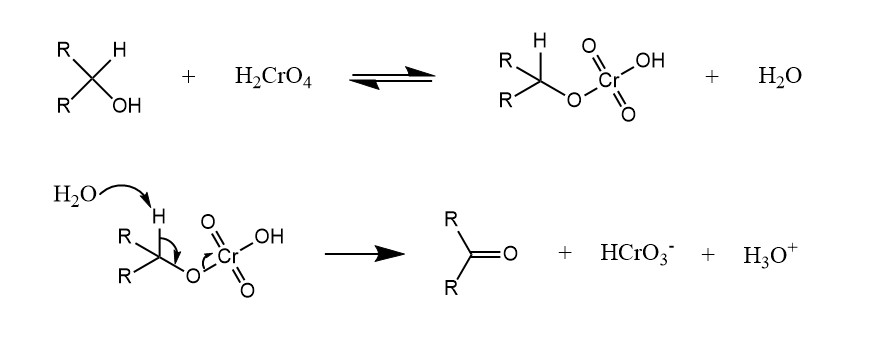 R H
R OH
+ H₂CrO₄
H
R R O
O Cr OH O
+ H₂O
H₂O
H
R R O
O Cr OH O
R R O
+ HCrO₃⁻ + H₃O⁺